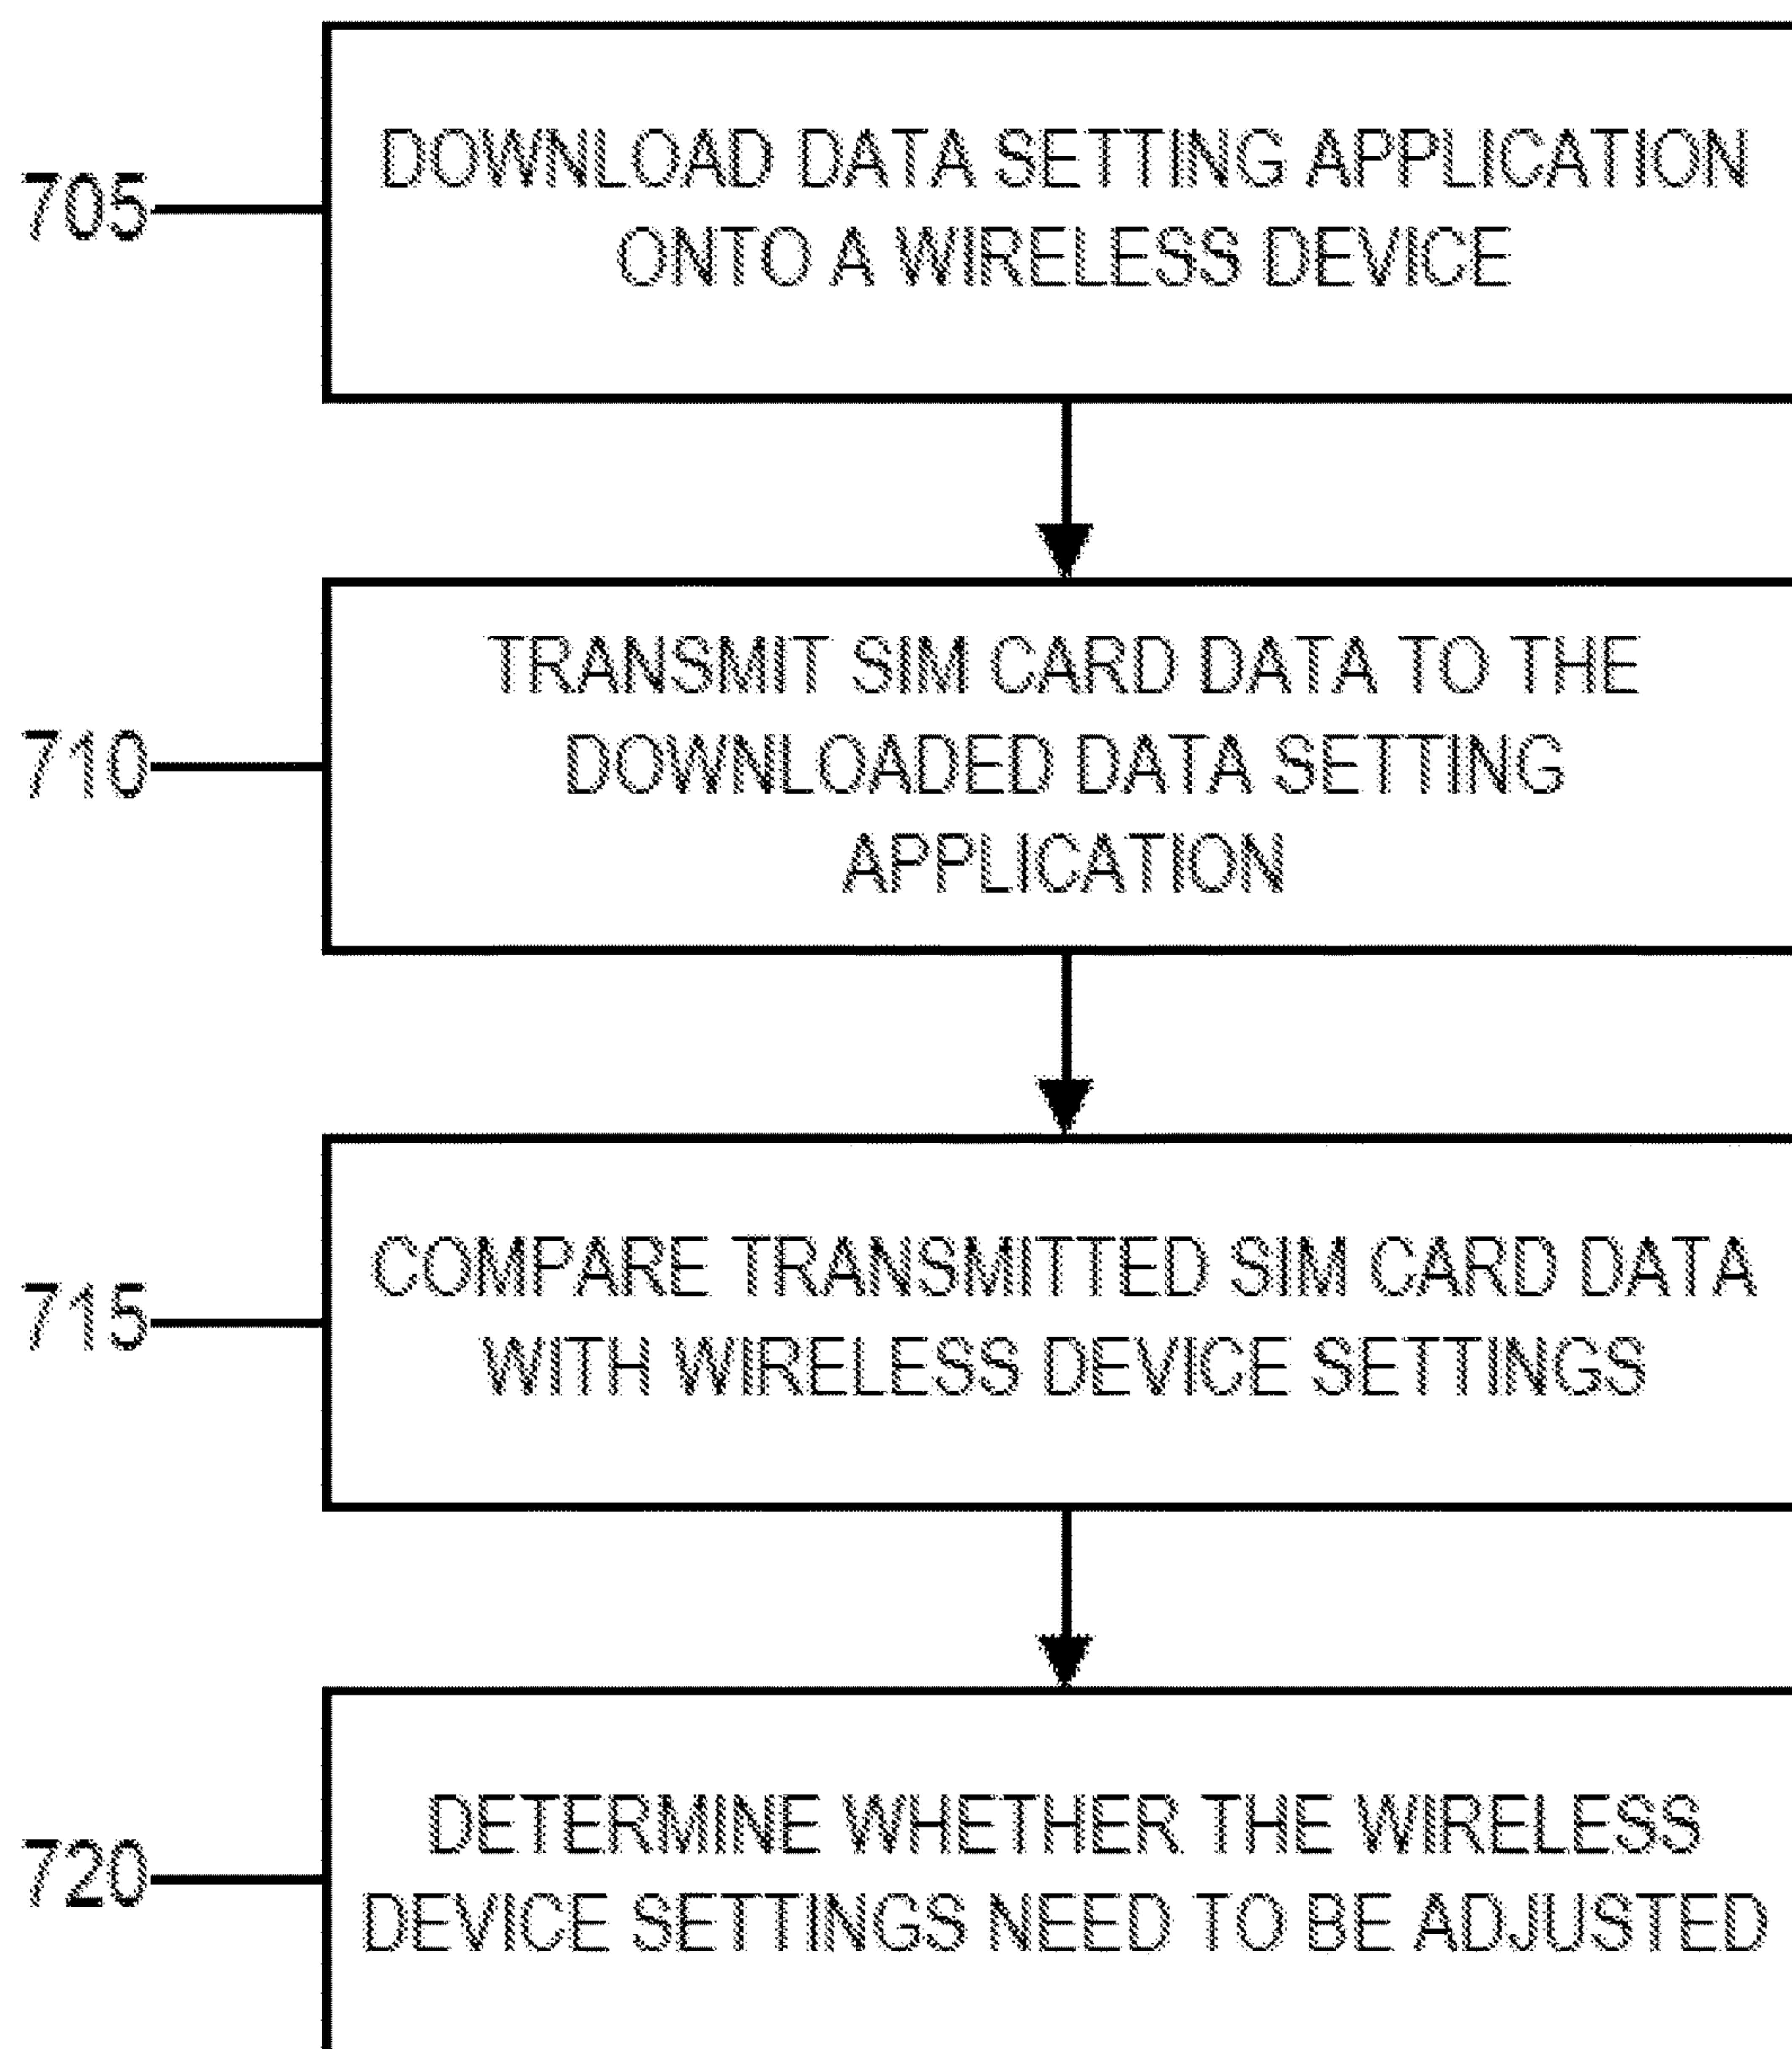 705
DOWNLOAD DATA SETTING APPLICATION
ONTO A WIRELESS DEVICE
710
TRANSMIT SIM CARD DATA TO THE
DOWNLOADED DATA SETTING
APPLICATION
715
COMPARE TRANSMITTED SIM CARD DATA
WITH WIRELESS DEVICE SETTINGS
720
DETERMINE WHETHER THE WIRELESS
DEVICE SETTINGS NEED TO BE ADJUSTED